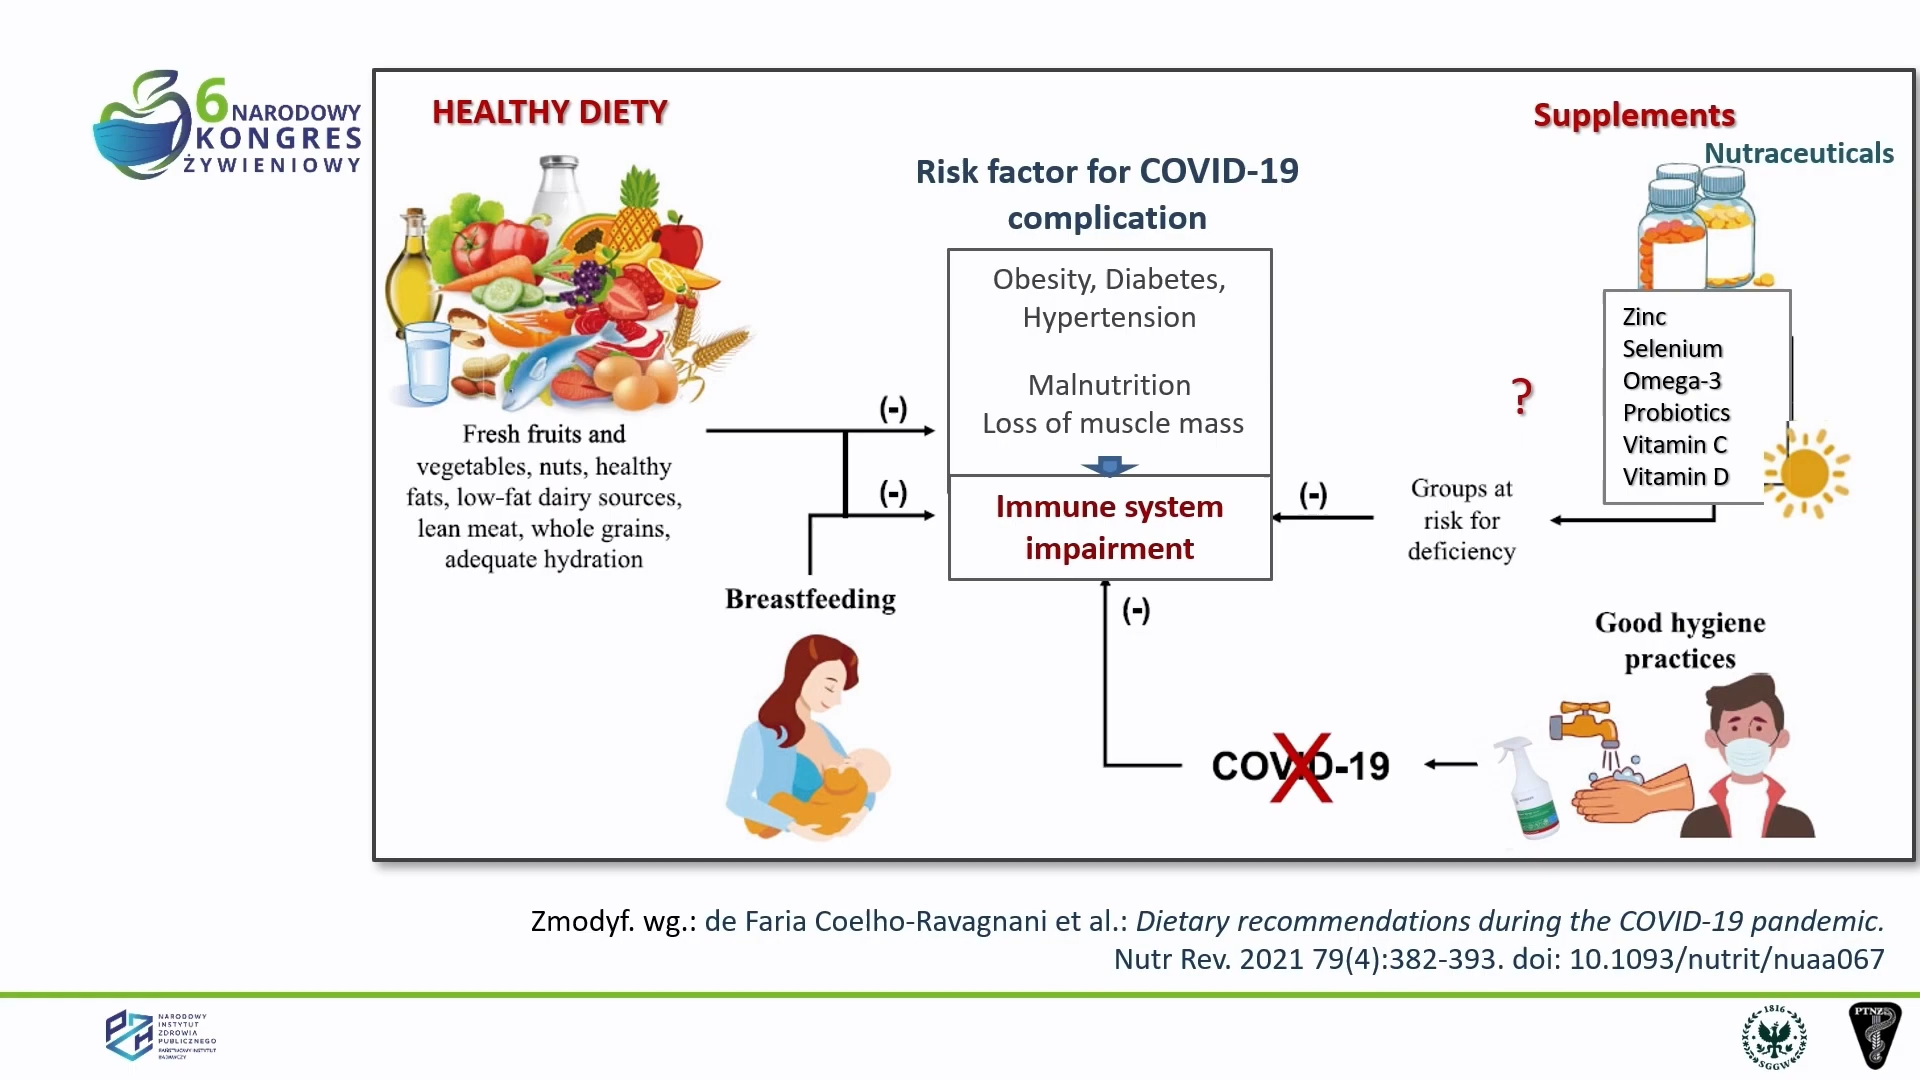 6 NARODOWY
KONGRES
ŻYWIENIOWY
HEALTHY DIETY
Fresh fruits and
vegetables, nuts, healthy
fats, low-fat dairy sources,
lean meat, whole grains,
adequate hydration
Breastfeeding
(-)
(-)
Risk factor for COVID-19
complication
Obesity, Diabetes,
Hypertension
Malnutrition
Loss of muscle mass
Immune system
impairment
(-)
(-)
Supplements
Nutraceuticals
Zinc
Selenium
Omega-3
Probiotics
Vitamin C
Vitamin D
?
Groups at
risk for
deficiency
Good hygiene
practices
COVID-19
Zmodyf. wg.: de Faria Coelho-Ravagnani et al.: Dietary recommendations during the COVID-19 pandemic.
Nutr Rev. 2021 79(4):382-393. doi: 10.1093/nutrit/nuaa067
PZH
NARODOWY
INSTYTUT
ZDROWIA
PUBLICZNEGO
PAŃSTWOWY INSTYTUT
BADAWCZY
1816
SGGW
PTNŻ